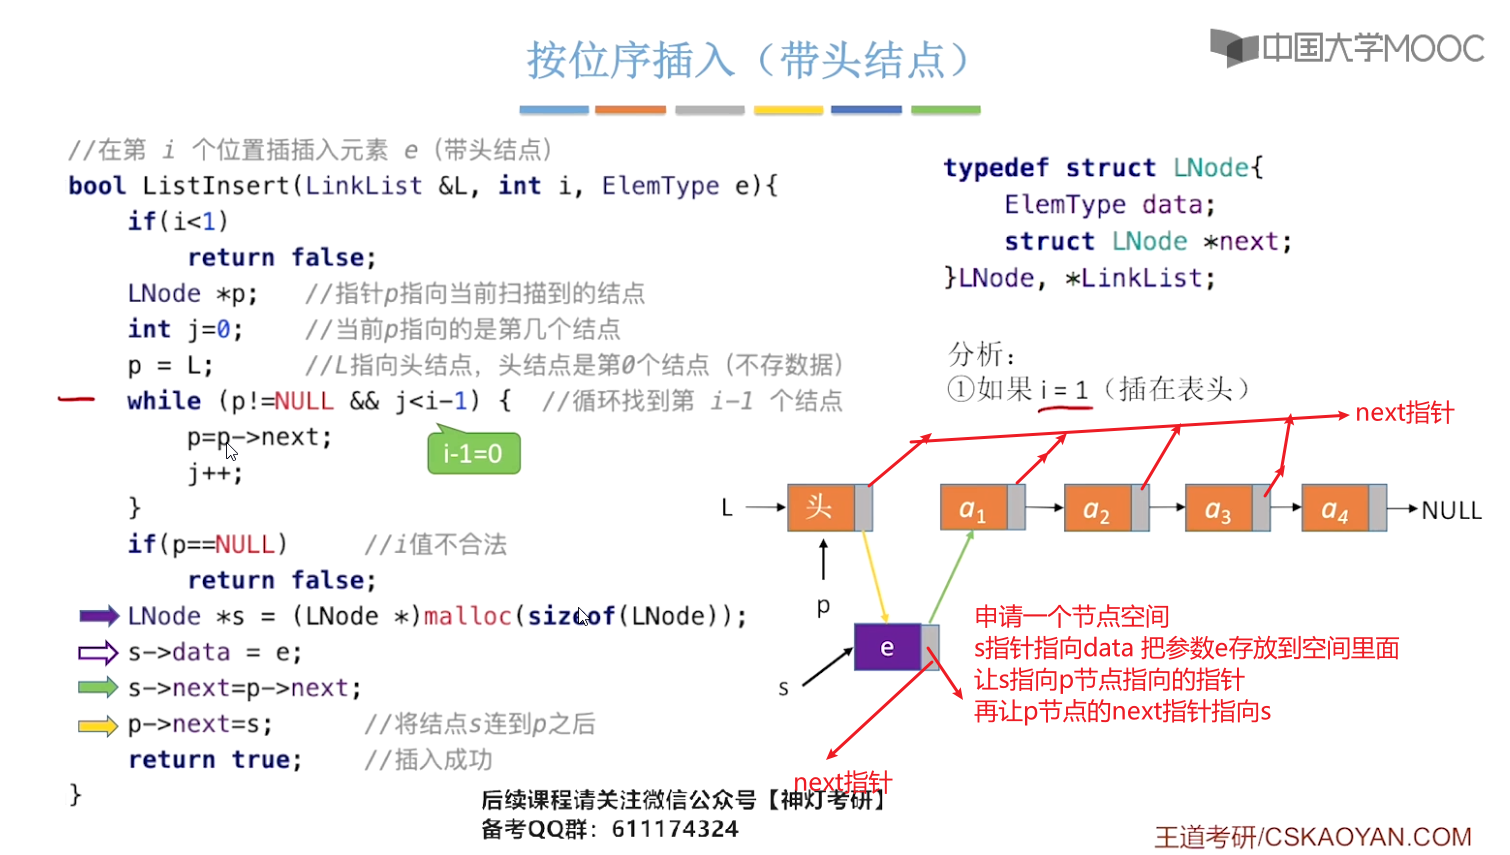 按位序插入（带头结点）
中国大学MOOC
//在第 i 个位置插插入元素 e（带头结点）
bool ListInsert(LinkList &L, int i, ElemType e){
if(i<1)
return false;
LNode *p; //指针p指向当前扫描到的结点
int j=0; //当前p指向的是第几个结点
p = L; //L指向头结点，头结点是第0个结点（不存数据）
while (p!=NULL && j<i-1) { //循环找到第 i-1 个结点
p=p->next;
i-1=0
j++;
}
if(p==NULL) //i值不合法
return false;
LNode *s = (LNode *)malloc(sizeof(LNode));
s->data = e;
s->next=p->next;
p->next=s; //将结点s连到p之后
return true; //插入成功
}
typedef struct LNode{
ElemType data;
struct LNode *next;
}LNode, *LinkList;
分析：
①如果 i = 1（插在表头）
next指针
L 头 a1 a2 a3 a4 NULL
p
e
s
申请一个节点空间
s指针指向data 把参数e存放到空间里面
让s指向p节点指向的指针
再让p节点的next指针指向s
next指针
后续课程请关注微信公众号【神灯考研】
备考QQ群：611174324
王道考研/CSKAOYAN.COM